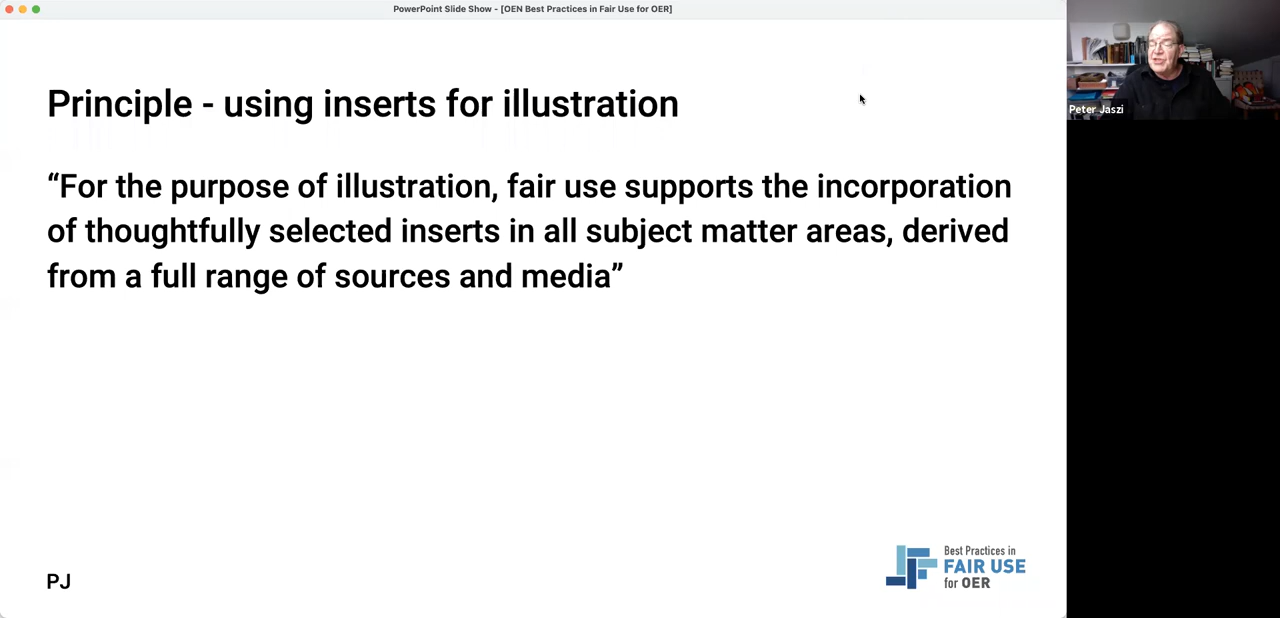 PowerPoint Slide Show - [OEN Best Practices in Fair Use for OER]
Peter Jaszi
Principle - using inserts for illustration
“For the purpose of illustration, fair use supports the incorporation
of thoughtfully selected inserts in all subject matter areas, derived
from a full range of sources and media”
PJ
Best Practices in
FAIR USE
for OER